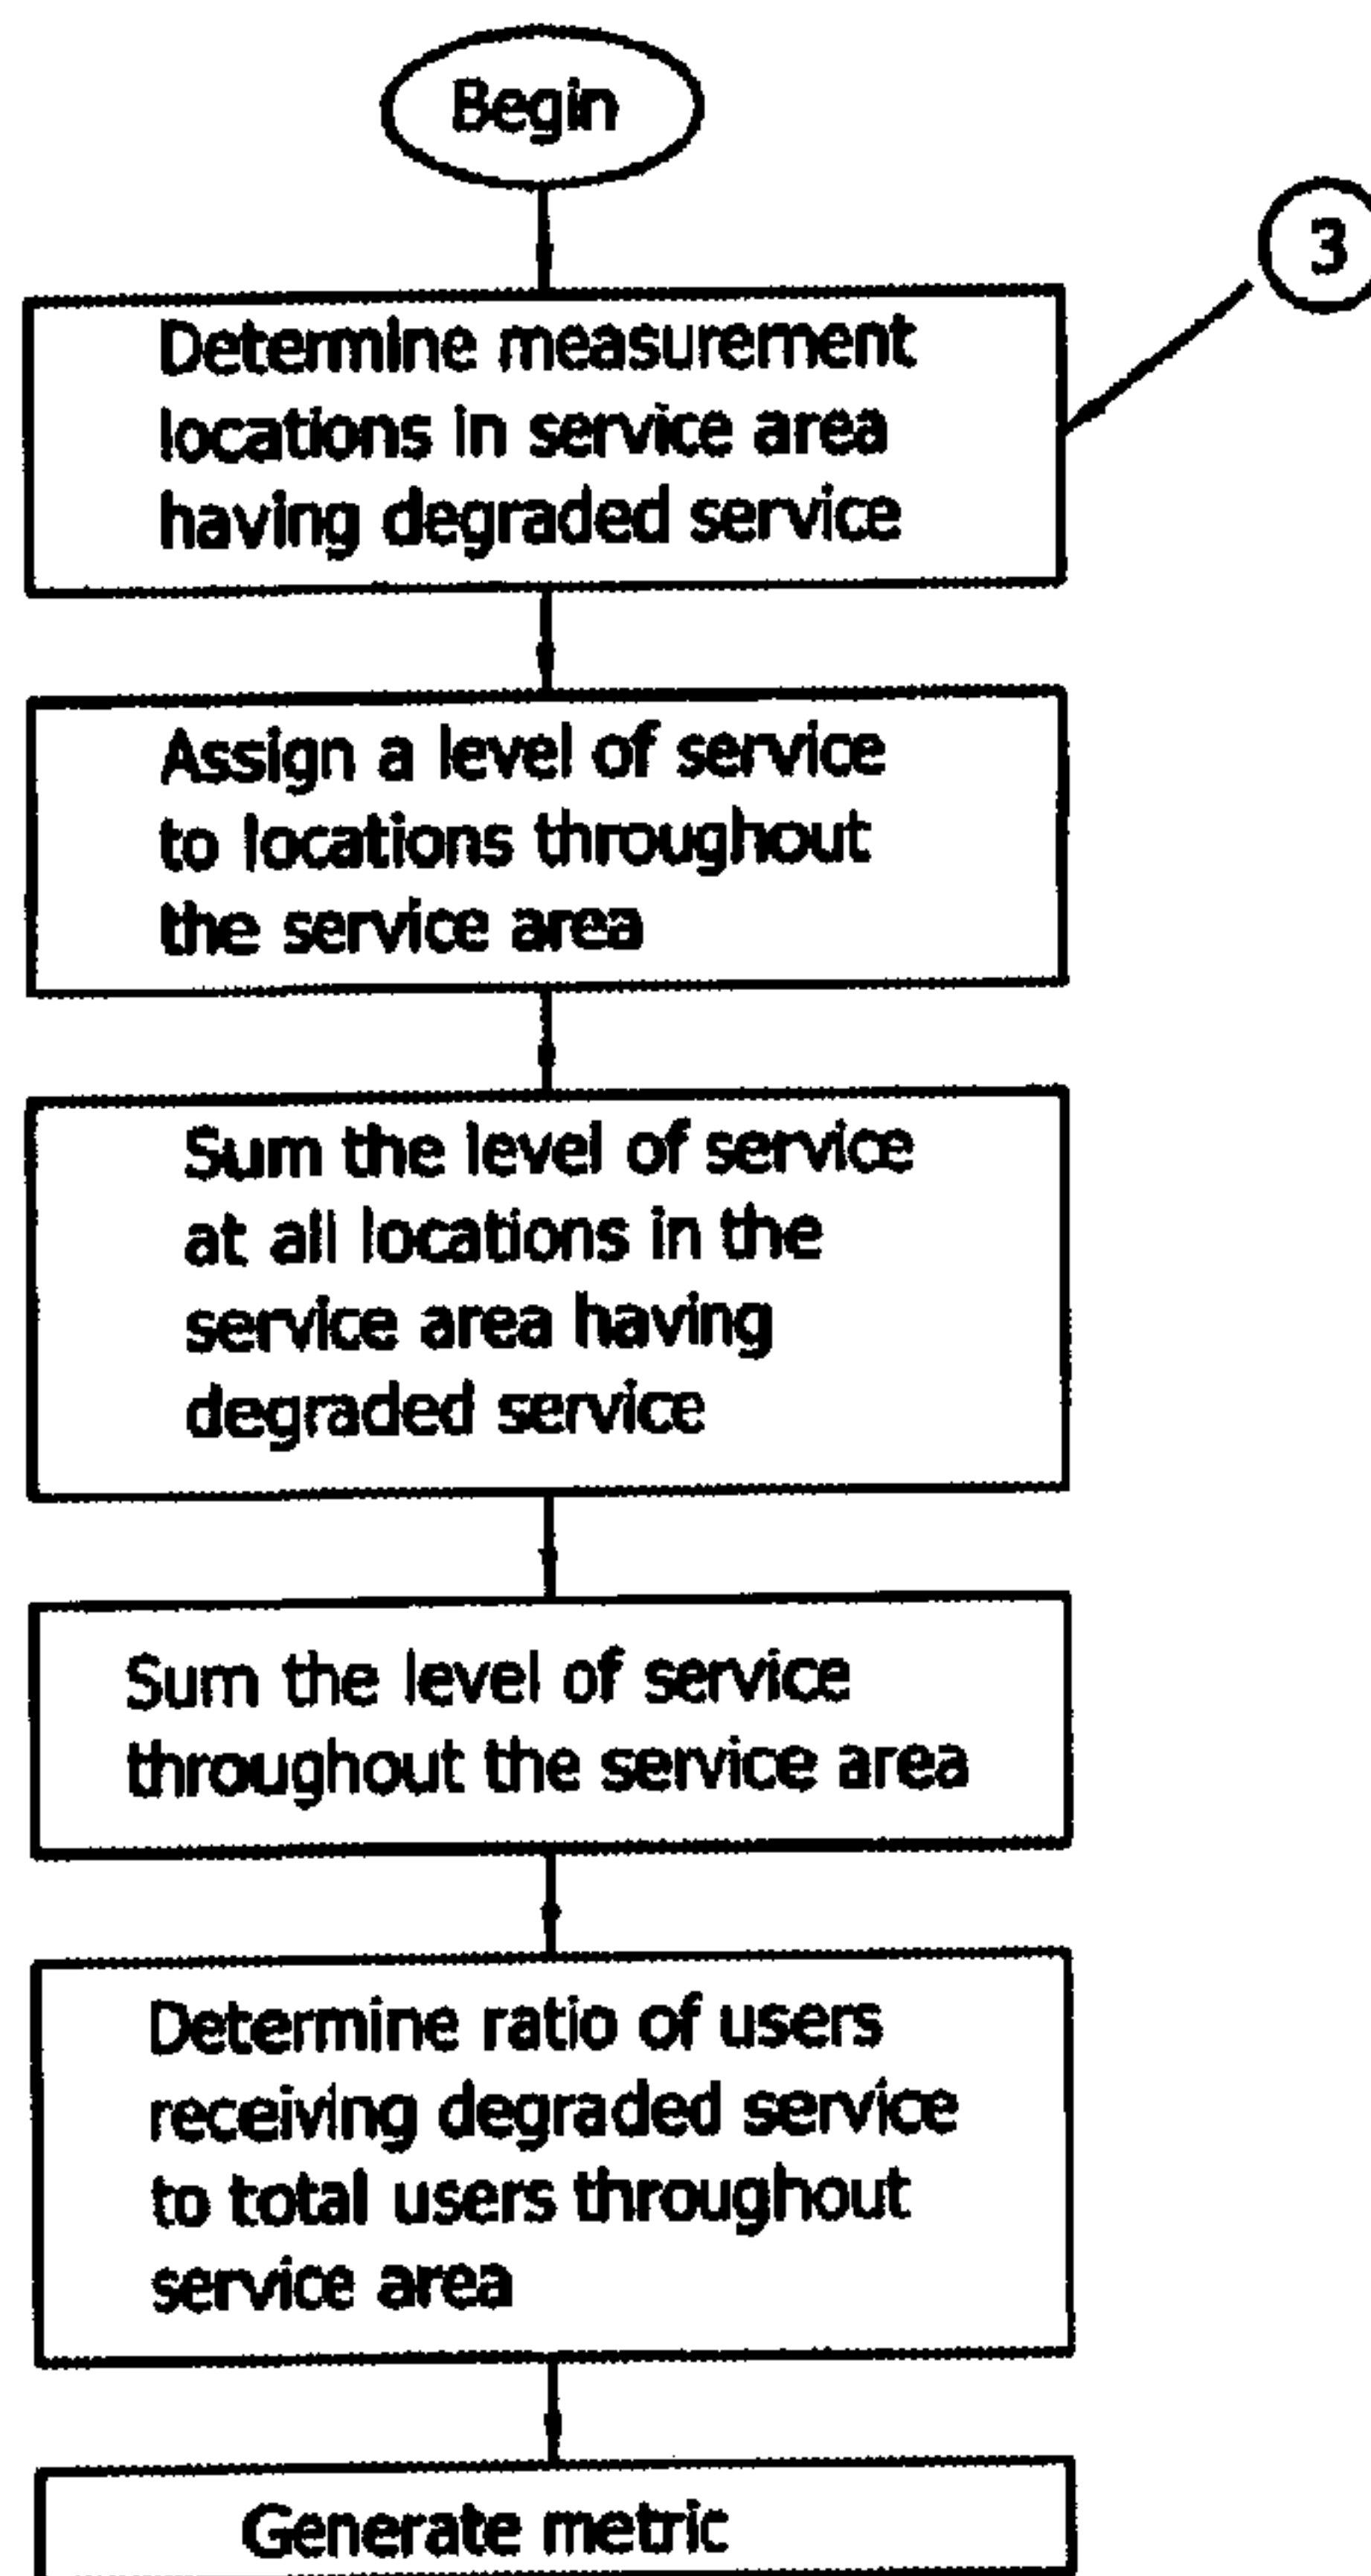 Begin
3
Determine measurement
locations in service area
having degraded service
Assign a level of service
to locations throughout
the service area
Sum the level of service
at all locations in the
service area having
degraded service
Sum the level of service
throughout the service area
Determine ratio of users
receiving degraded service
to total users throughout
service area
Generate metric